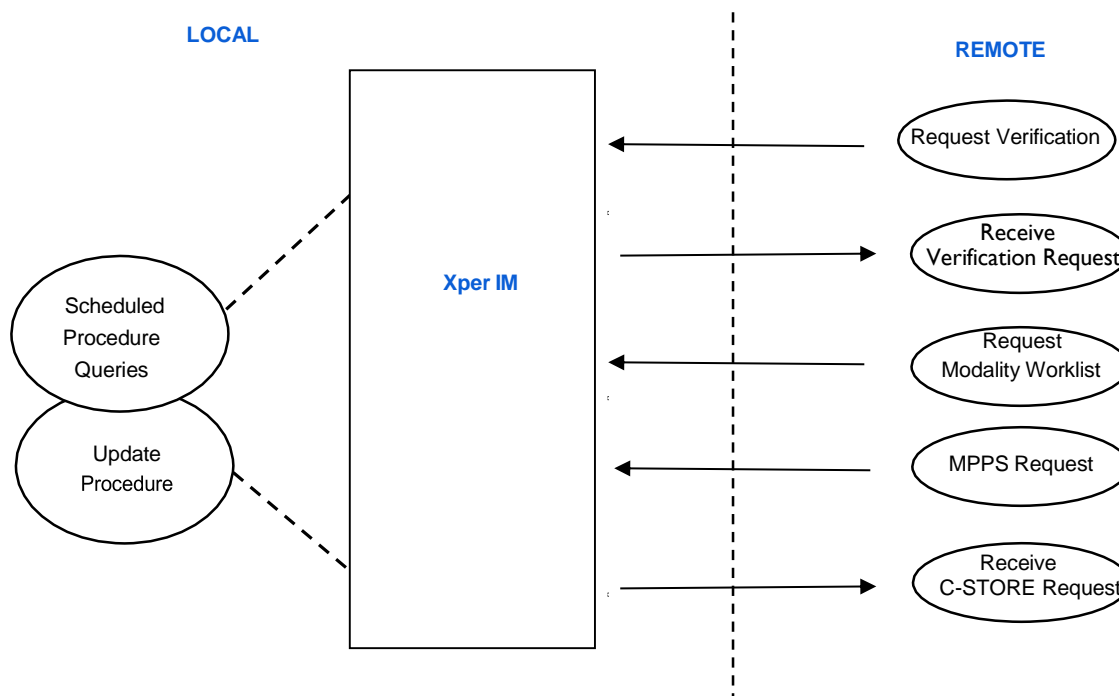 LOCAL
REMOTE
Request Verification
Receive
Verification Request
Xper IM
Scheduled
Procedure
Queries
Request
Modality Worklist
Update
Procedure
MPPS Request
Receive
C-STORE Request